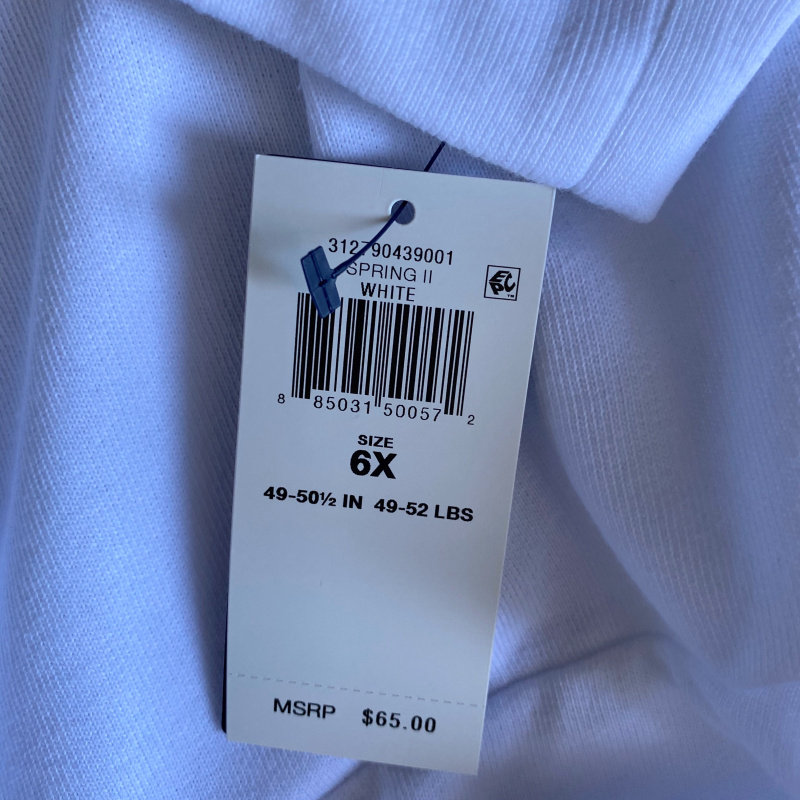 312790439001
SPRING II
WHITE
EPC™
8 85031 50057 2
SIZE
6X
49-50½ IN 49-52 LBS
MSRP $65.00